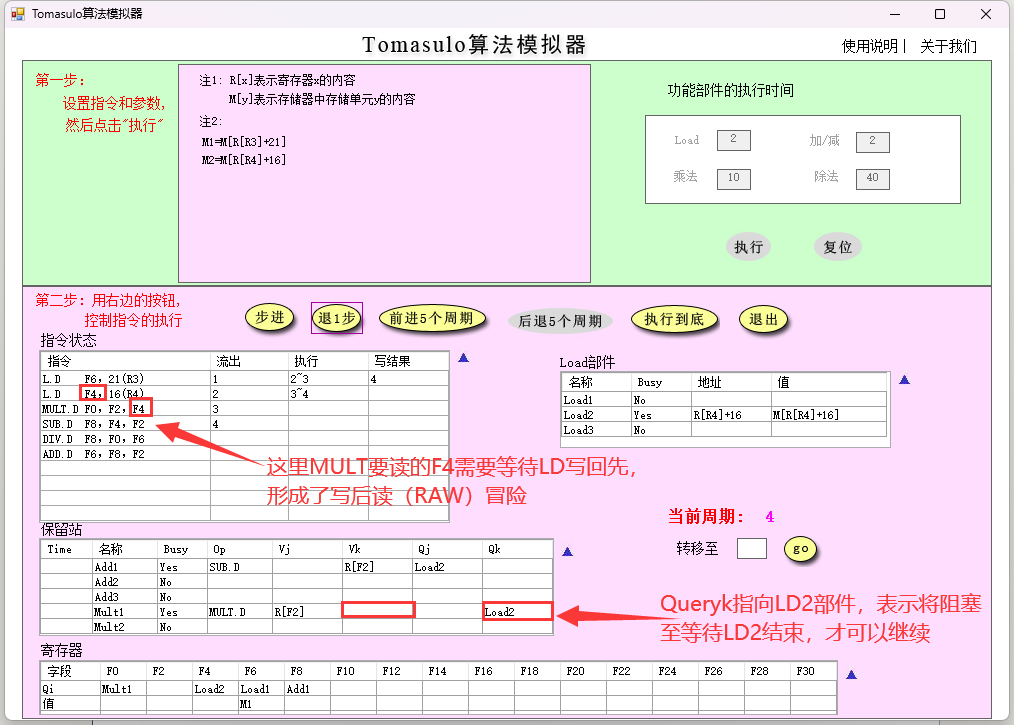 Tomasulo算法模拟器
Tomasulo算法模拟器
使用说明| 关于我们
第一步：
设置指令和参数，
然后点击"执行"
注1：R[x]表示寄存器x的内容
M[y]表示存储器中存储单元y的内容
注2：
M1=M[R[R3]+21]
M2=M[R[R4]+16]
功能部件的执行时间
Load 2 加/减 2
乘法 10 除法 40
执行 复位
第二步：用右边的按钮，
控制指令的执行
步进 退1步 前进5个周期 后退5个周期 执行到底 退出
指令状态
指令 流出 执行 写结果
L.D F6, 21(R3) 1 2~3 4
L.D F4, 16(R4) 2 3~4
MULT.D F0, F2, F4 3
SUB.D F8, F4, F2 4
DIV.D F8, F0, F6
ADD.D F6, F8, F2
Load部件
名称 Busy 地址 值
Load1 No
Load2 Yes R[R4]+16 M[R[R4]+16]
Load3 No
这里MULT要读的F4需要等待LD写回先，
形成了写后读（RAW）冒险
当前周期： 4
转移至 go
保留站
Time 名称 Busy Op Vj Vk Qj Qk
Add1 Yes SUB.D R[F2] Load2
Add2 No
Add3 No
Mult1 Yes MULT.D R[F2] Load2
Mult2 No
Queryk指向LD2部件，表示将阻塞
至等待LD2结束，才可以继续
寄存器
字段 F0 F2 F4 F6 F8 F10 F12 F14 F16 F18 F20 F22 F24 F26 F28 F30
Qi Mult1 Load2 Load1 Add1
值 M1